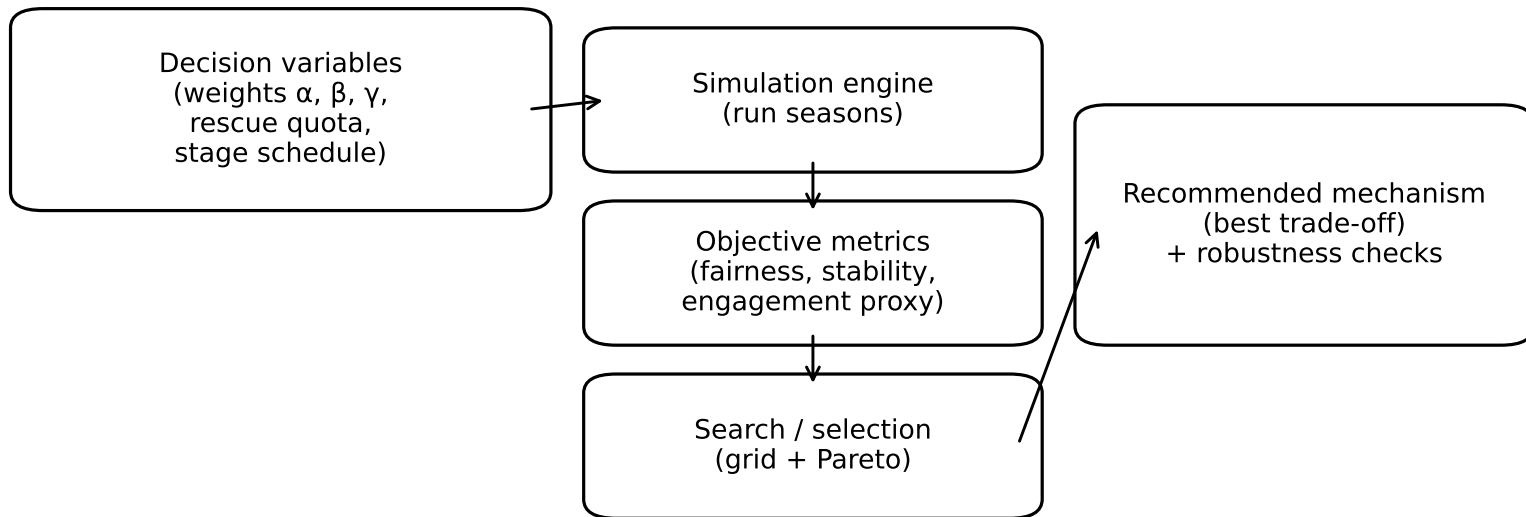 Decision variables
(weights α, β, γ,
rescue quota,
stage schedule)
Simulation engine
(run seasons)
Objective metrics
(fairness, stability,
engagement proxy)
Search / selection
(grid + Pareto)
Recommended mechanism
(best trade-off)
+ robustness checks